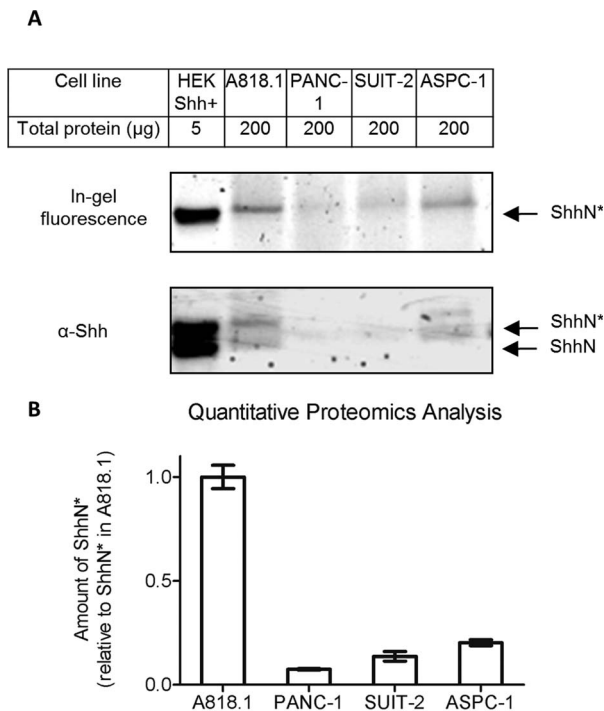 A
Cell line HEK Shh+ A818.1 PANC-1 SUIT-2 ASPC-1
Total protein (µg) 5 200 200 200 200
In-gel
fluorescence
ShhN*
α-Shh
ShhN*
ShhN
B
Quantitative Proteomics Analysis
Amount of ShhN*
(relative to ShhN* in A818.1)
1.0
0.5
0.0
A818.1 PANC-1 SUIT-2 ASPC-1